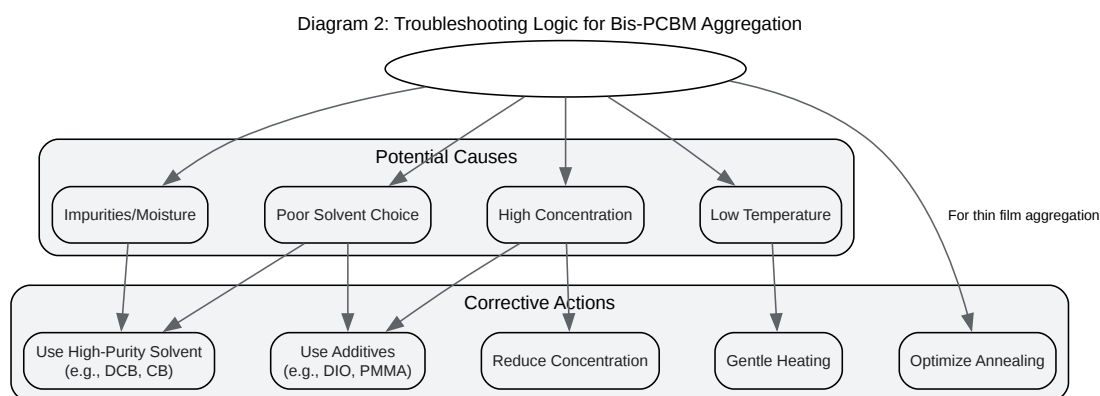 Diagram 2: Troubleshooting Logic for Bis-PCBM Aggregation
Potential Causes
Impurities/Moisture
Poor Solvent Choice
High Concentration
Low Temperature
For thin film aggregation
Corrective Actions
Use High-Purity Solvent
(e.g., DCB, CB)
Use Additives
(e.g., DIO, PMMA)
Reduce Concentration
Gentle Heating
Optimize Annealing